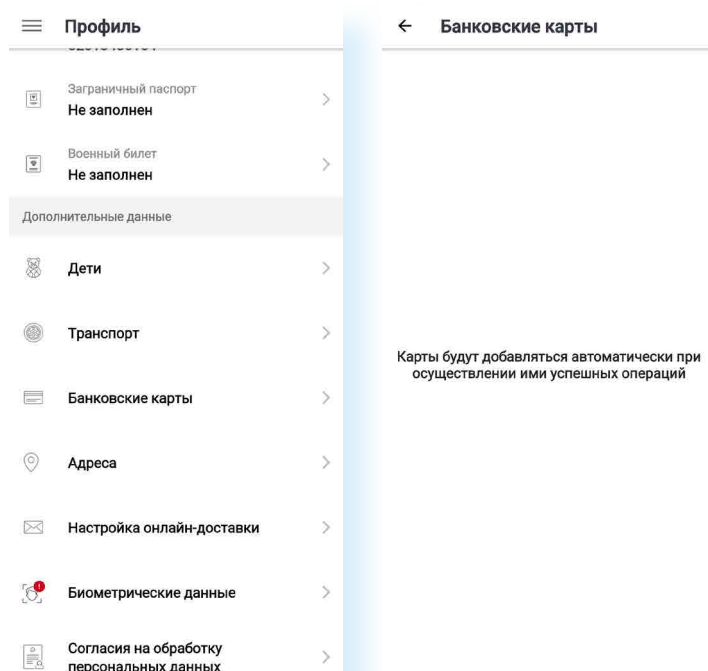 Профиль
Заграничный паспорт
Не заполнен
Военный билет
Не заполнен
Дополнительные данные
Дети
Транспорт
Банковские карты
Адреса
Настройка онлайн-доставки
Биометрические данные
Согласия на обработку
персональных данных
Банковские карты
Карты будут добавляться автоматически при
осуществлении ими успешных операций